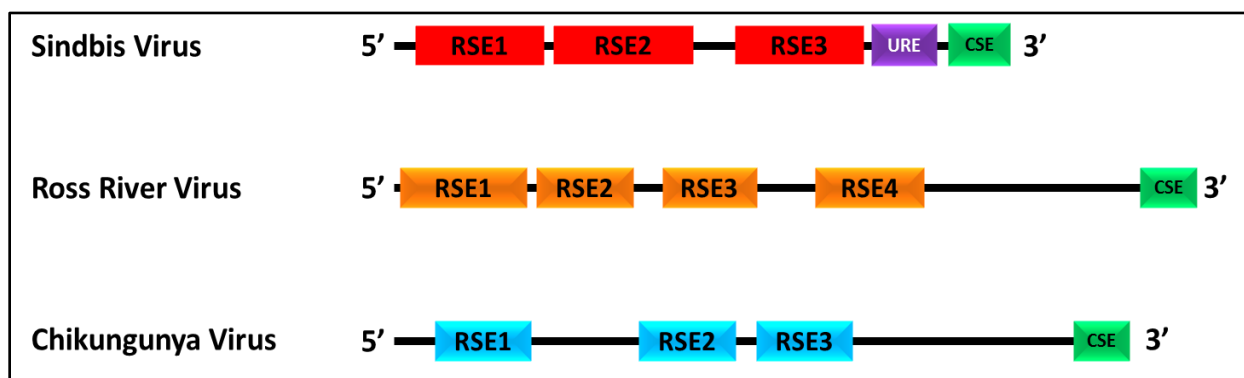 Sindbis Virus 5’ RSE1 RSE2 RSE3 URE CSE 3’
Ross River Virus 5’ RSE1 RSE2 RSE3 RSE4 CSE 3’
Chikungunya Virus 5’ RSE1 RSE2 RSE3 CSE 3’